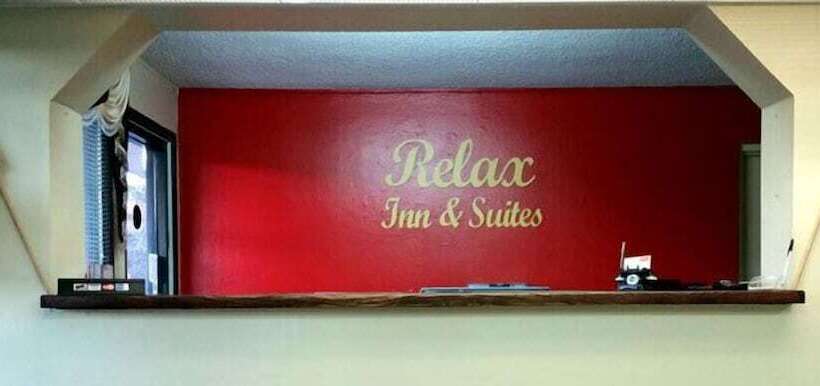 Relax
Inn & Suites